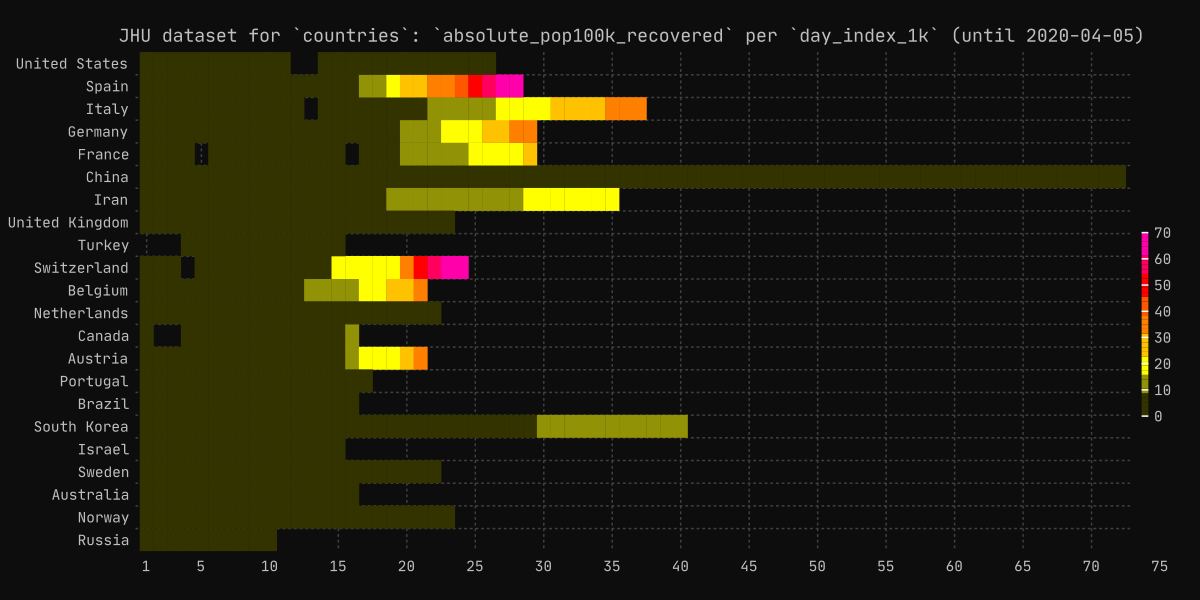 JHU dataset for `countries`: `absolute_pop100k_recovered` per `day_index_1k` (until 2020-04-05)
United States
Spain
Italy
Germany
France
China
Iran
United Kingdom
Turkey
Switzerland
Belgium
Netherlands
Canada
Austria
Portugal
Brazil
South Korea
Israel
Sweden
Australia
Norway
Russia
70
60
50
40
30
20
10
0
1 5 10 15 20 25 30 35 40 45 50 55 60 65 70 75